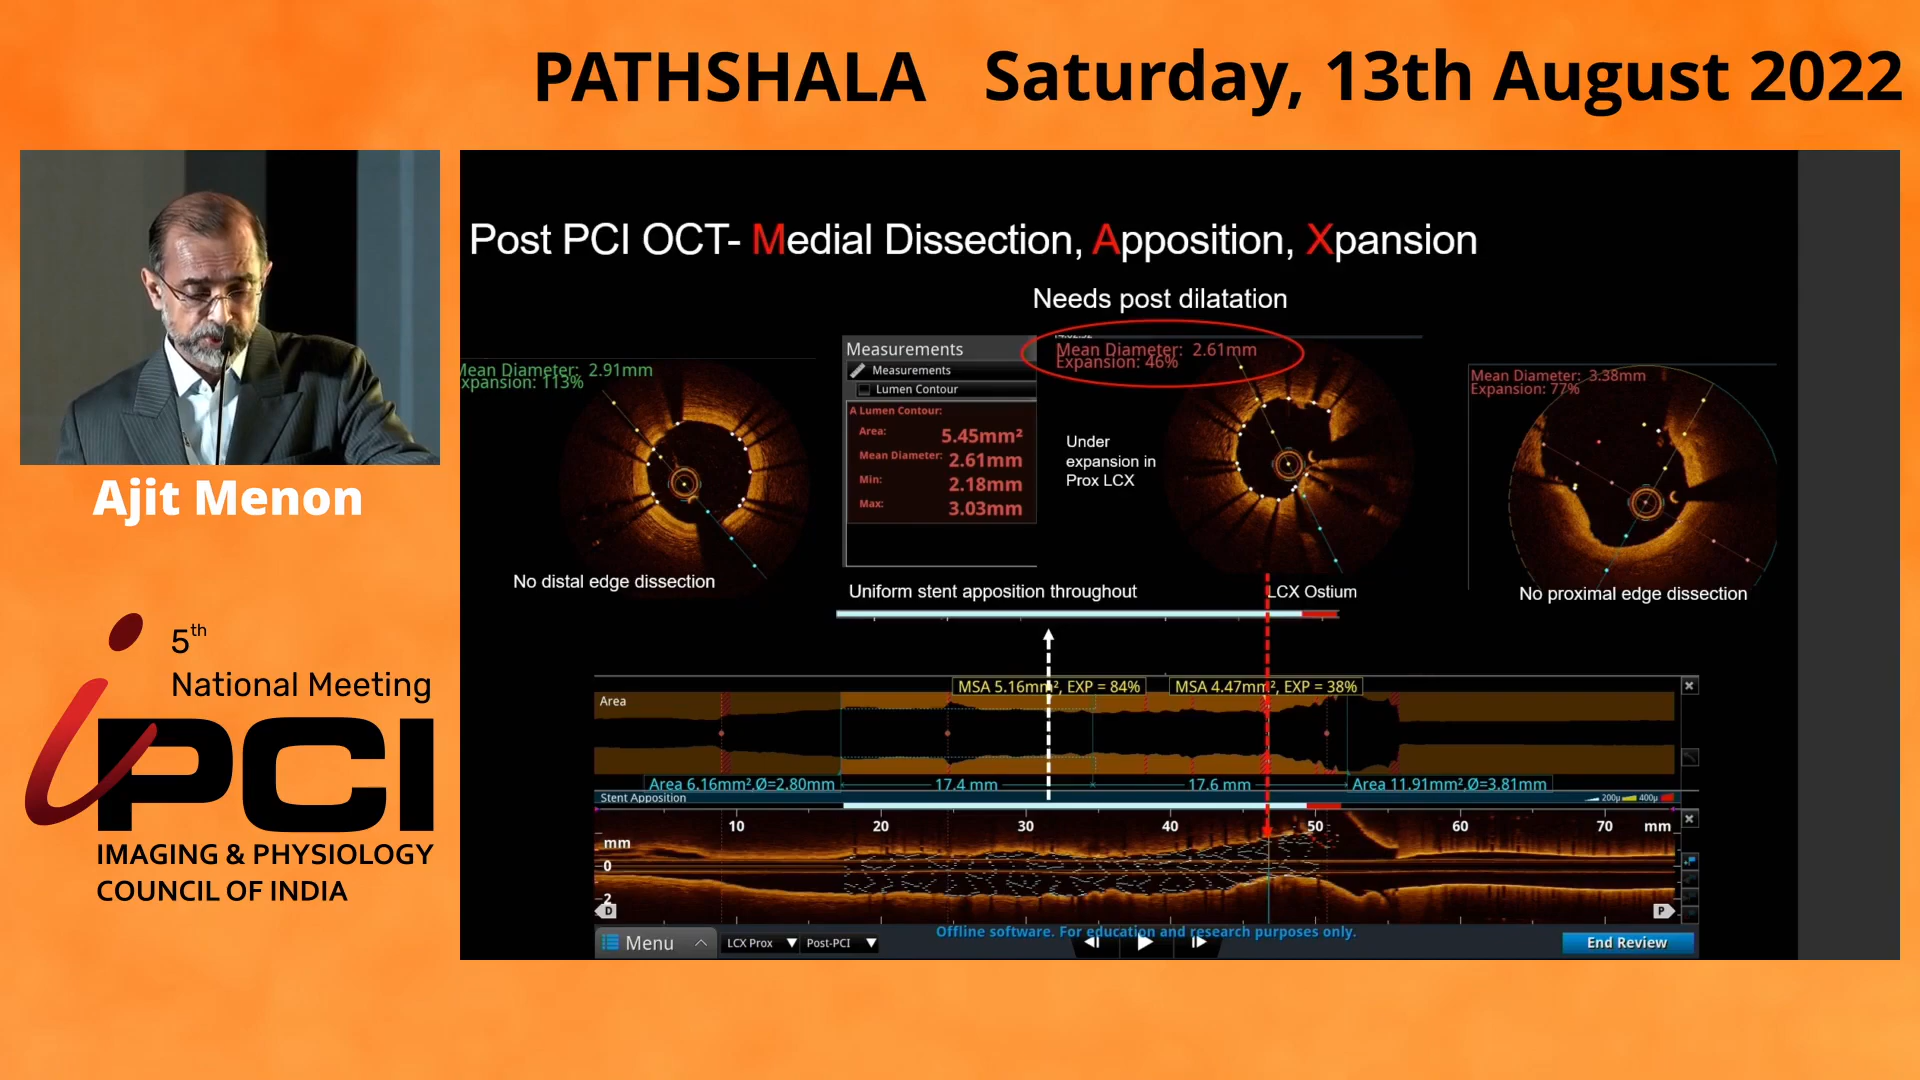 PATHSHALA Saturday, 13th August 2022
Ajit Menon
5th
National Meeting
iPCI
IMAGING & PHYSIOLOGY
COUNCIL OF INDIA
Post PCI OCT- Medial Dissection, Apposition, Xpansion
Needs post dilatation
Mean Diameter: 2.91mm
xpansion: 113%
No distal edge dissection
Measurements
Measurements
Lumen Contour
A Lumen Contour:
Area: 5.45mm²
Mean Diameter: 2.61mm
Min: 2.18mm
Max: 3.03mm
Mean Diameter: 2.61mm
Expansion: 46%
Under
expansion in
Prox LCX
Uniform stent apposition throughout
LCX Ostium
Mean Diameter: 3.38mm
Expansion: 77%
No proximal edge dissection
MSA 5.16mm², EXP = 84% MSA 4.47mm², EXP = 38%
Area
Area 6.16mm²,Ø=2.80mm 17.4 mm 17.6 mm Area 11.91mm²,Ø=3.81mm
Stent Apposition 200µ 400µ
10 20 30 40 50 60 70 mm
mm
0
2
D P
Offline software. For education and research purposes only.
Menu LCX Prox Post-PCI End Review